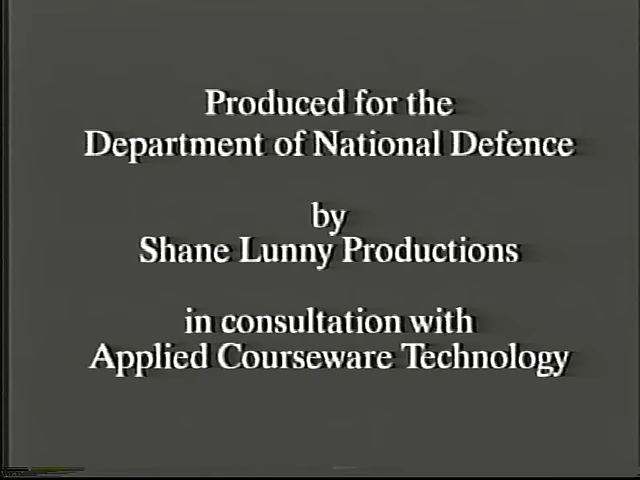 Produced for the
Department of National Defence
by
Shane Lunny Productions
in consultation with
Applied Courseware Technology